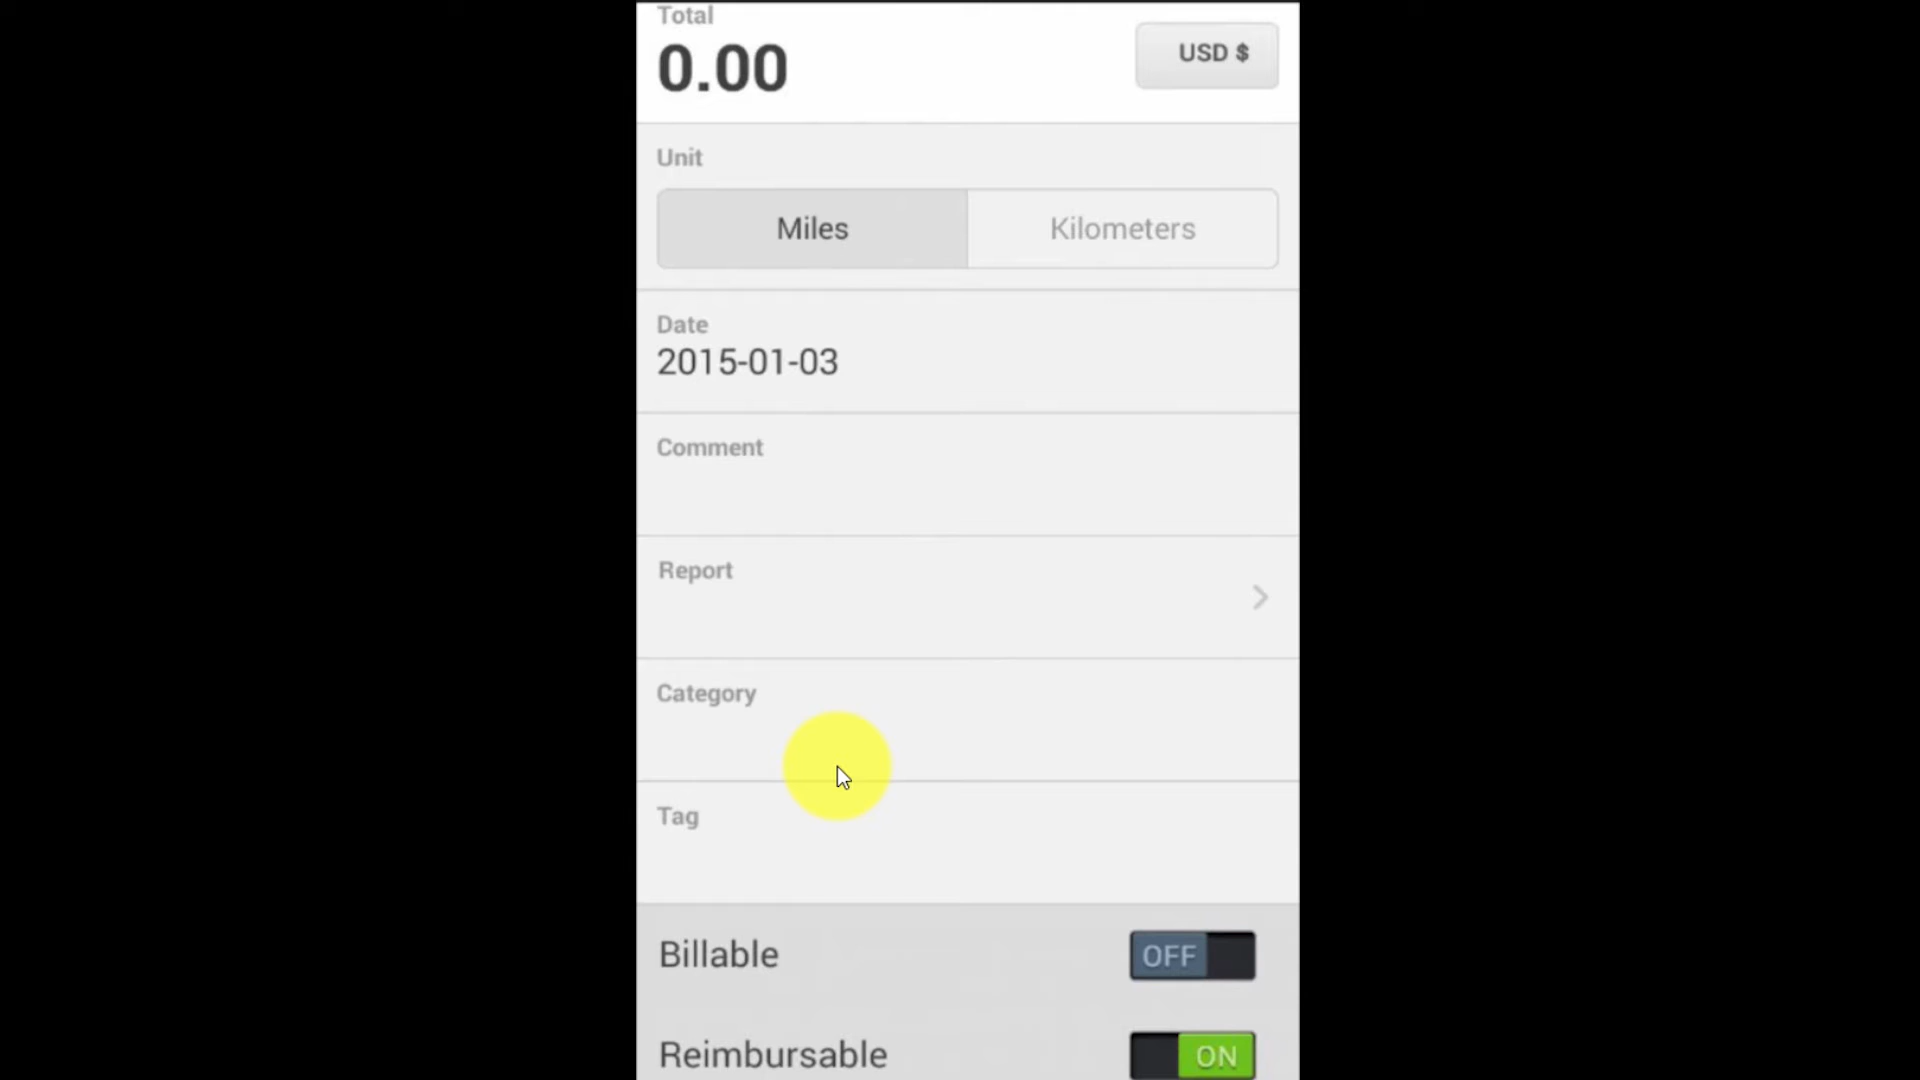 Total
0.00
USD $
Unit
Miles
Kilometers
Date
2015-01-03
Comment
Report
Category
Tag
Billable
OFF
Reimbursable
ON